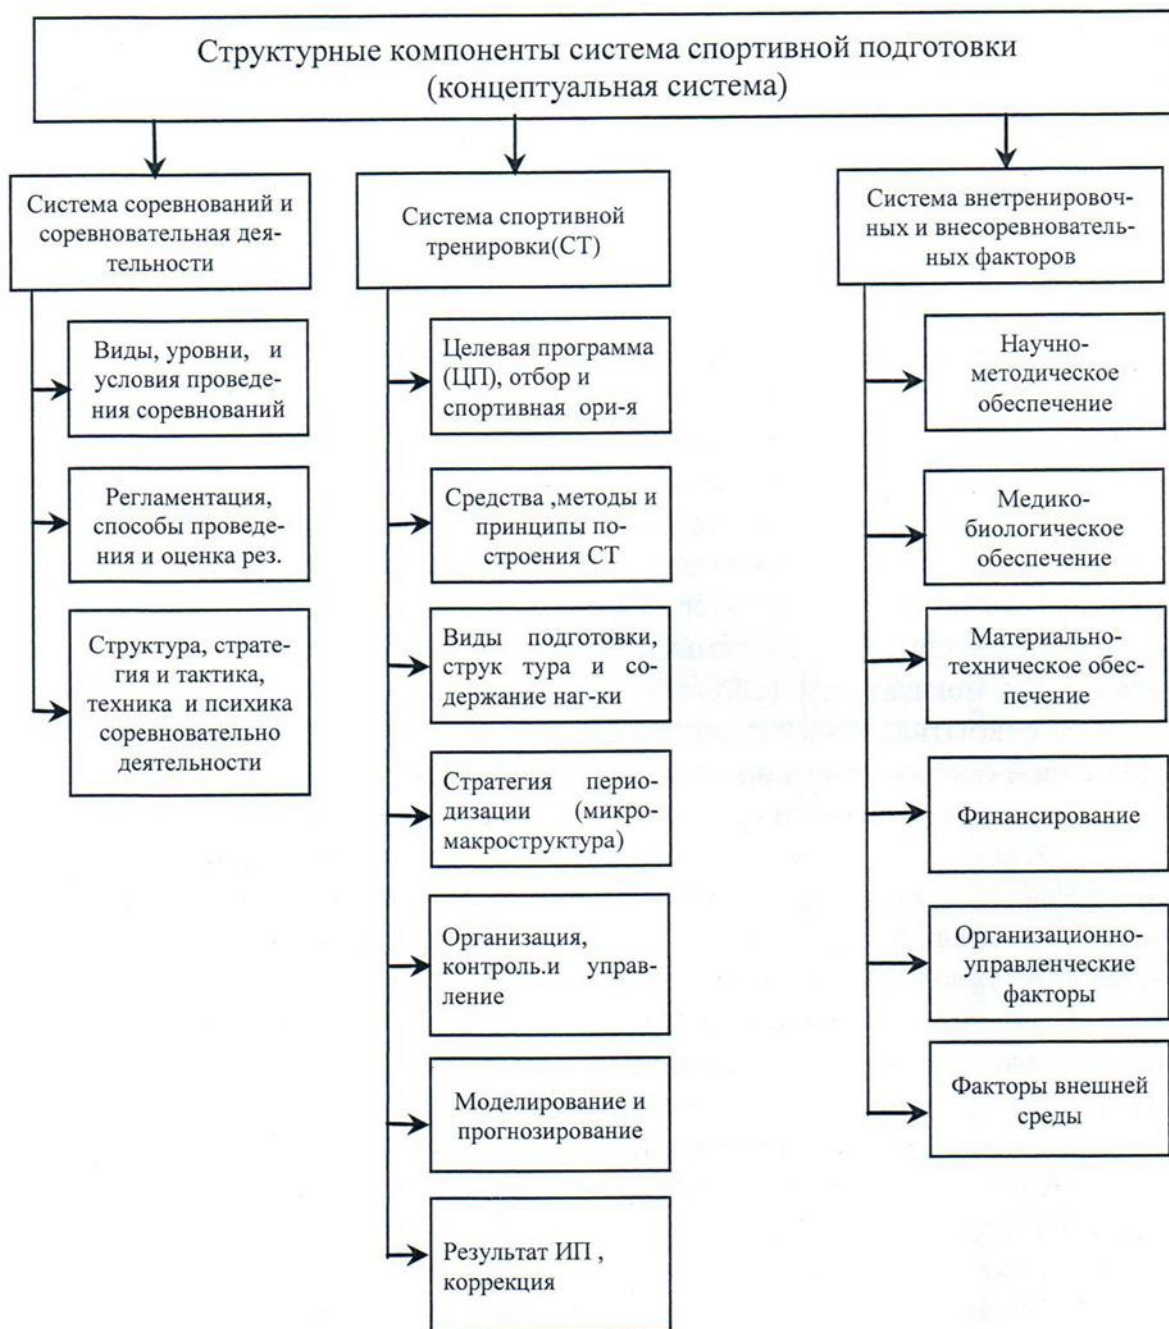 Структурные компоненты система спортивной подготовки
(концептуальная система)
Система соревнований и
соревновательная дея-
тельности
Виды, уровни, и
условия проведе-
ния соревнований
Регламентация,
способы проведе-
ния и оценка рез.
Структура, страте-
гия и тактика,
техника и психика
соревновательно
деятельности
Система спортивной
тренировки(СТ)
Целевая программа
(ЦП), отбор и
спортивная ори-я
Средства ,методы и
принципы по-
строения СТ
Виды подготовки,
струк тура и со-
держание наг-ки
Стратегия перио-
дизации (микро-
макроструктура)
Организация,
контроль.и управ-
ление
Моделирование и
прогнозирование
Результат ИП ,
коррекция
Система внетренировоч-
ных и внесоревнователь-
ных факторов
Научно-
методическое
обеспечение
Медико-
биологическое
обеспечение
Материально-
техническое обес-
печение
Финансирование
Организационно-
управленческие
факторы
Факторы внешней
среды